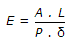 E = A . L / P . δ